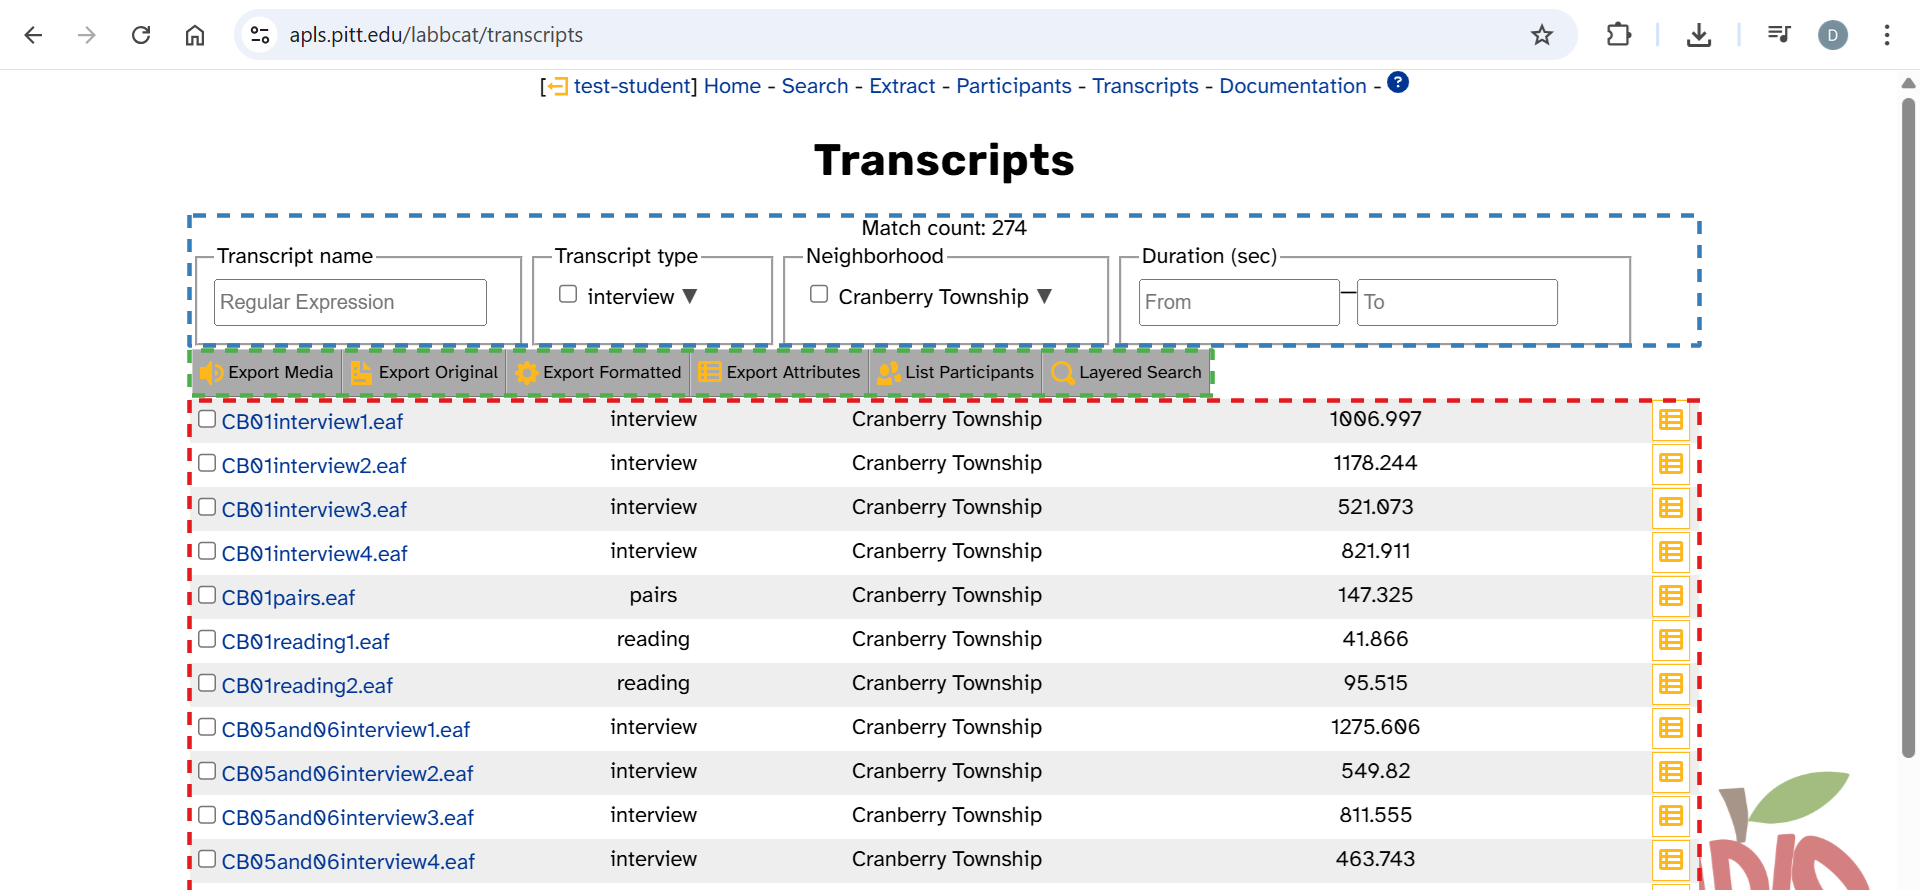 apls.pitt.edu/labbcat/transcripts
D
[test-student] Home - Search - Extract - Participants - Transcripts - Documentation - ?
Transcripts
Match count: 274
Transcript name Transcript type Neighborhood Duration (sec)
Regular Expression interview ▼ Cranberry Township ▼ From – To
Export Media Export Original Export Formatted Export Attributes List Participants Layered Search
CB01interview1.eaf interview Cranberry Township 1006.997
CB01interview2.eaf interview Cranberry Township 1178.244
CB01interview3.eaf interview Cranberry Township 521.073
CB01interview4.eaf interview Cranberry Township 821.911
CB01pairs.eaf pairs Cranberry Township 147.325
CB01reading1.eaf reading Cranberry Township 41.866
CB01reading2.eaf reading Cranberry Township 95.515
CB05and06interview1.eaf interview Cranberry Township 1275.606
CB05and06interview2.eaf interview Cranberry Township 549.82
CB05and06interview3.eaf interview Cranberry Township 811.555
CB05and06interview4.eaf interview Cranberry Township 463.743